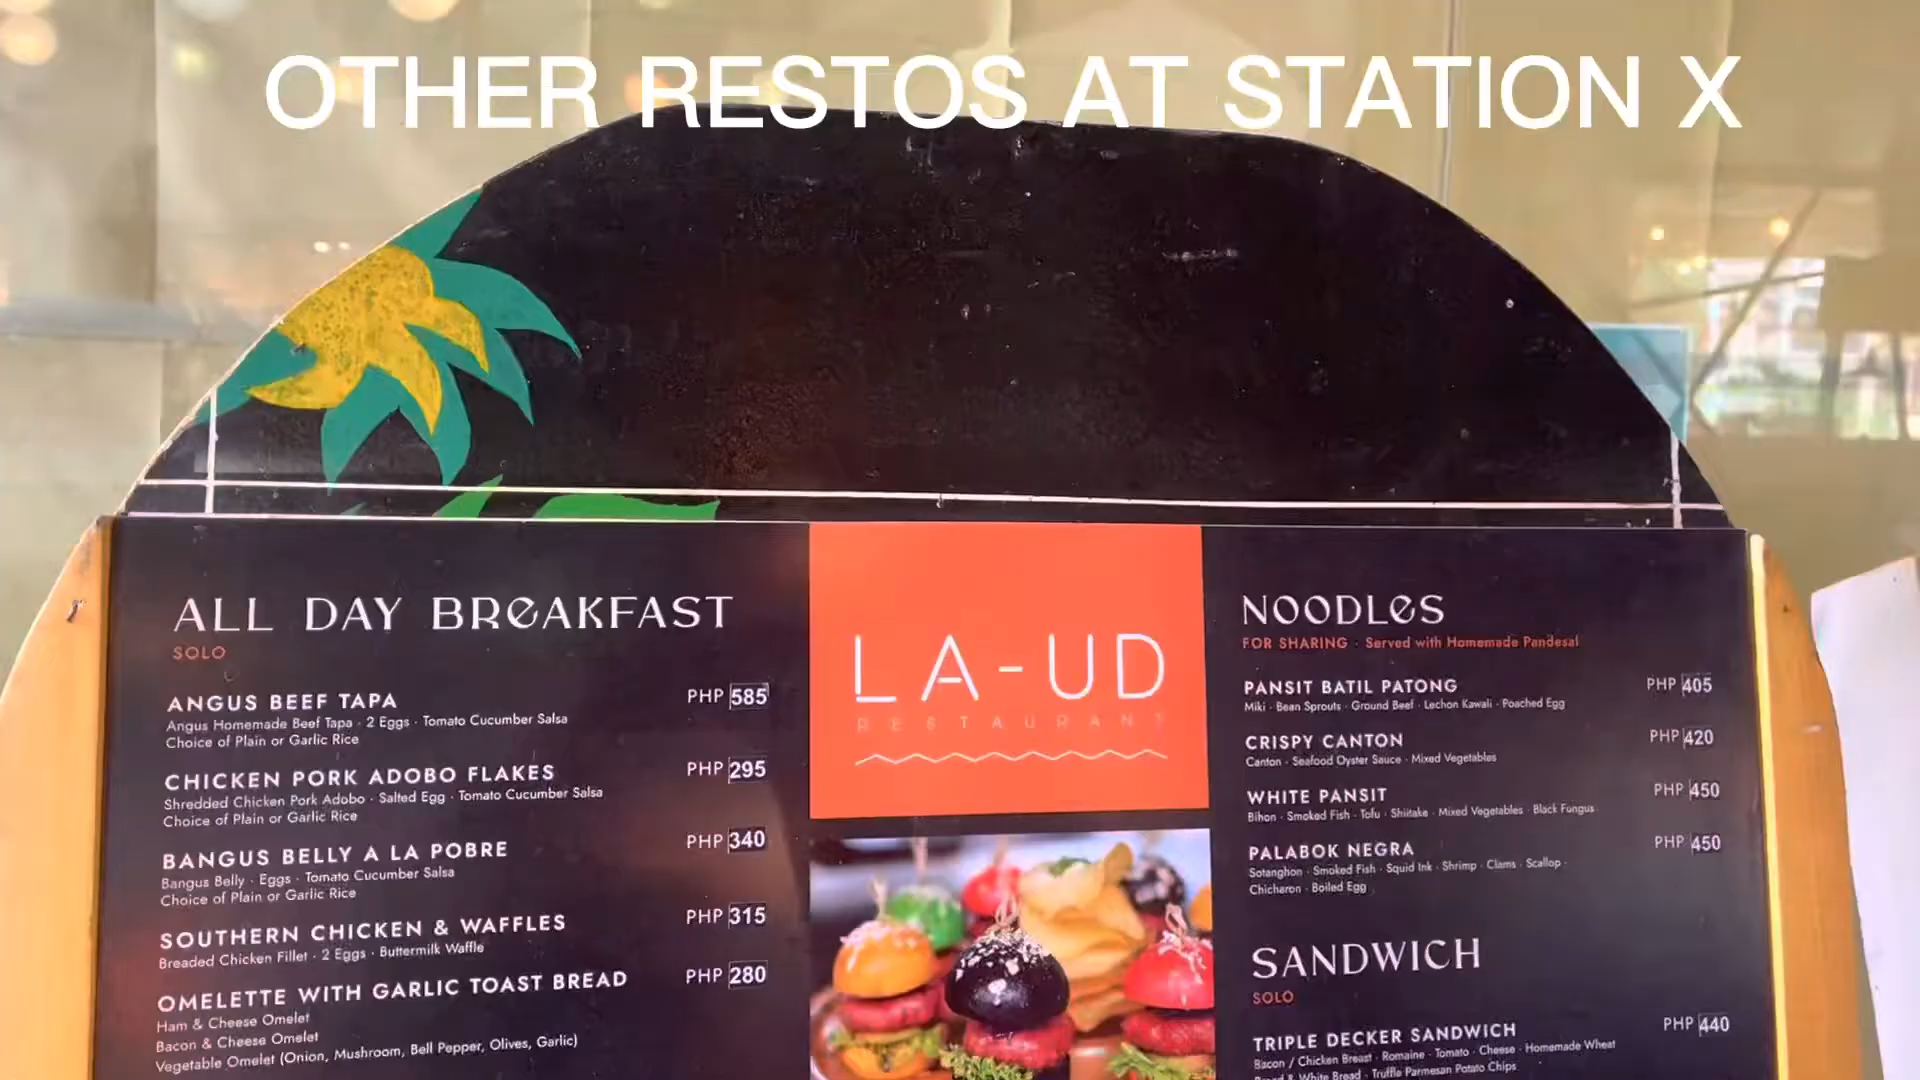 OTHER RESTOS AT STATION X
ALL DAY BREAKFAST
SOLO
ANGUS BEEF TAPA PHP 585
Angus Homemade Beef Tapa · 2 Eggs · Tomato Cucumber Salsa
Choice of Plain or Garlic Rice
CHICKEN PORK ADOBO FLAKES PHP 295
Shredded Chicken Pork Adobo · Salted Egg · Tomato Cucumber Salsa
Choice of Plain or Garlic Rice
BANGUS BELLY A LA POBRE PHP 340
Bangus Belly · Eggs · Tomato Cucumber Salsa
Choice of Plain or Garlic Rice
SOUTHERN CHICKEN & WAFFLES PHP 315
Breaded Chicken Fillet · 2 Eggs · Buttermilk Waffle
OMELETTE WITH GARLIC TOAST BREAD PHP 280
Ham & Cheese Omelet
Bacon & Cheese Omelet
Vegetable Omelet (Onion, Mushroom, Bell Pepper, Olives, Garlic)
LA-UD
RESTAURANT
NOODLES
FOR SHARING · Served with Homemade Pandesal
PANSIT BATIL PATONG PHP 405
Miki · Bean Sprouts · Ground Beef · Lechon Kawali · Poached Egg
CRISPY CANTON PHP 420
Canton · Seafood Oyster Sauce · Mixed Vegetables
WHITE PANSIT PHP 450
Bihon · Smoked Fish · Tofu · Shiitake · Mixed Vegetables · Black Fungus
PALABOK NEGRA PHP 450
Sotanghon · Smoked Fish · Squid Ink · Shrimp · Clams · Scallop ·
Chicharon · Boiled Egg
SANDWICH
SOLO
TRIPLE DECKER SANDWICH PHP 440
Bacon / Chicken Breast · Romaine · Tomato · Cheese · Homemade Wheat
Bread & White Bread · Truffle Parmesan Potato Chips